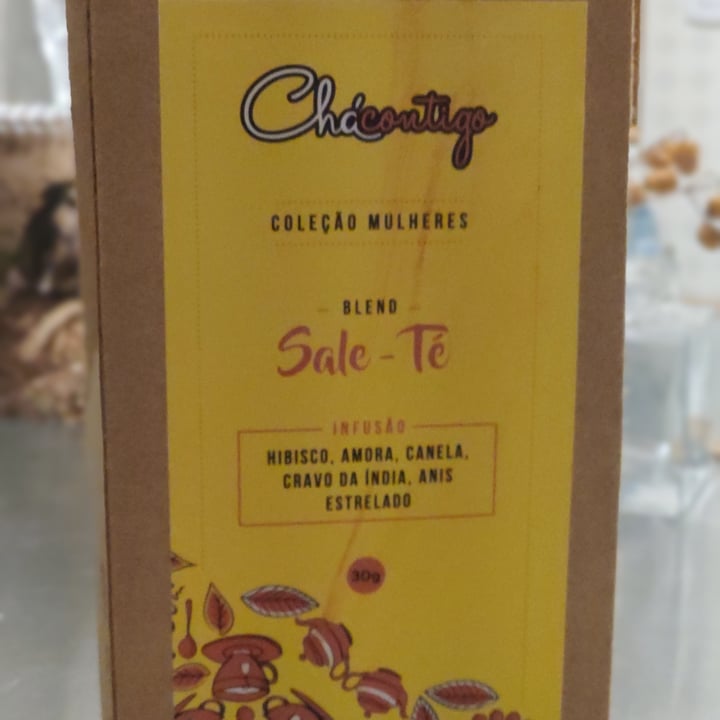 Chácontigo
COLEÇÃO MULHERES
BLEND
Sale-Té
INFUSÃO
HIBISCO, AMORA, CANELA,
CRAVO DA ÍNDIA, ANIS
ESTRELADO
30g